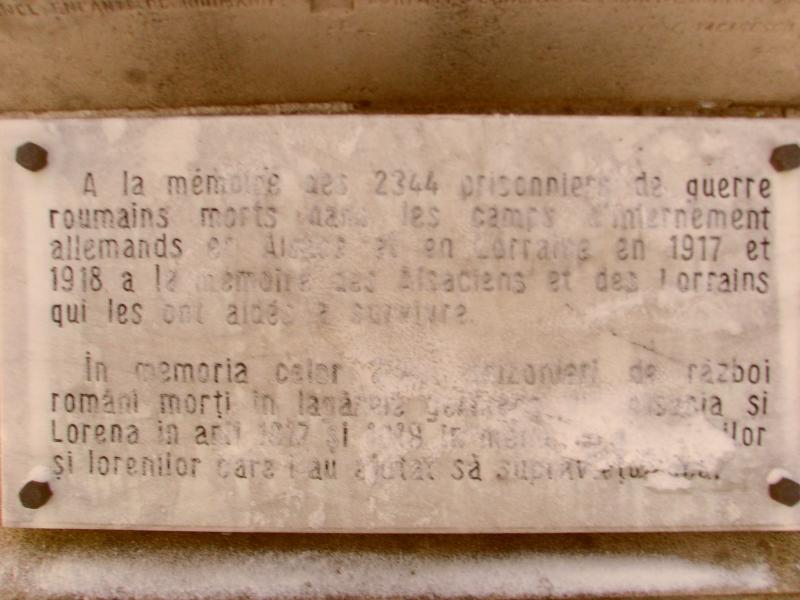 A la mémoire des 2344 prisonniers de guerre
roumains morts dans les camps d'internement
allemands en Alsace et en Lorraine en 1917 et
1918 a la mémoire des Alsaciens et des Lorrains
qui les ont aidés a survivre.
În memoria celor prizonieri de război
români morți în lagărele germane Alsacia si
Lorena in anii 1917 și 1918 în
și lorenilor care i-au ajutat să